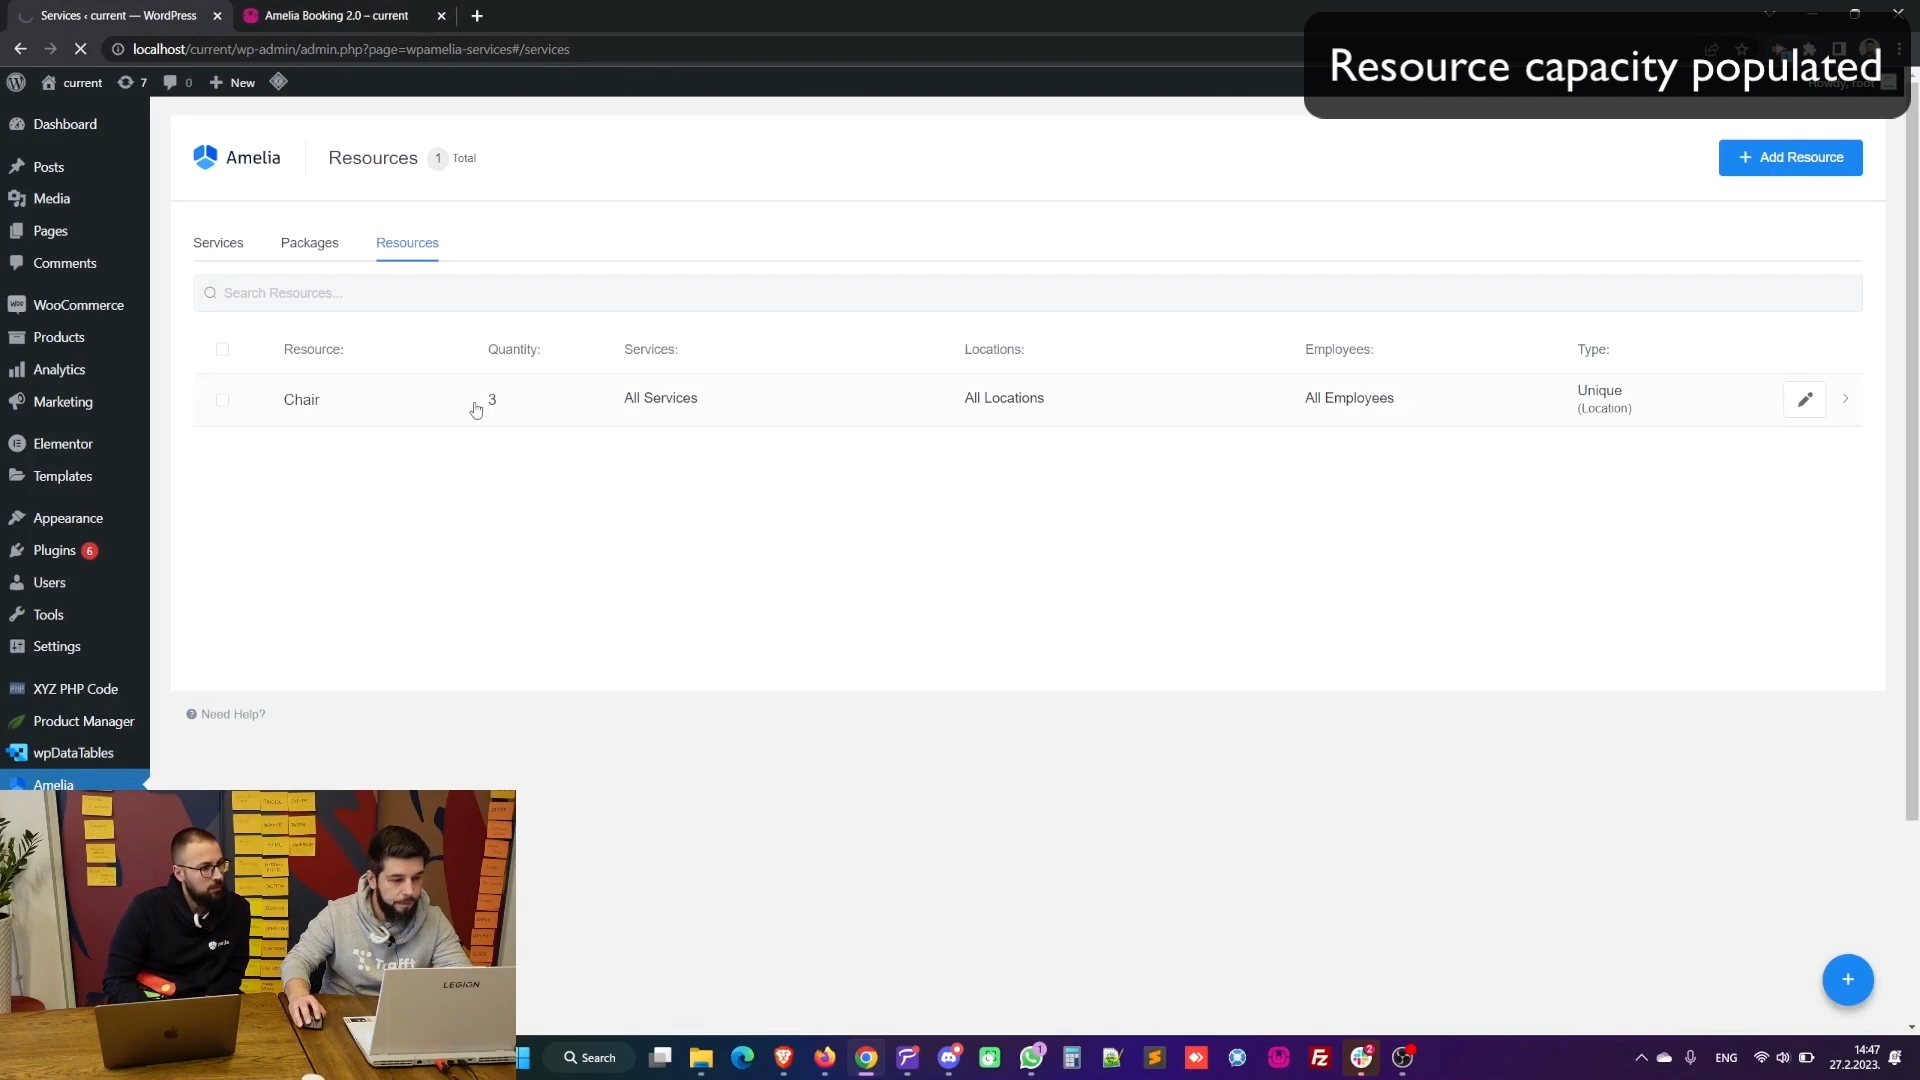 Services ‹ current — WordPress
Amelia Booking 2.0 – current
localhost/current/wp-admin/admin.php?page=wpamelia-services#/services
Resource capacity populated
current
7
0
New
Howdy, root
Dashboard
Posts
Media
Pages
Comments
WooCommerce
Products
Analytics
Marketing
Elementor
Templates
Appearance
Plugins 6
Users
Tools
Settings
XYZ PHP Code
Product Manager
wpDataTables
Amelia
Amelia
Resources 1 Total
+ Add Resource
Services
Packages
Resources
Search Resources...
Resource:
Quantity:
Services:
Locations:
Employees:
Type:
Chair
3
All Services
All Locations
All Employees
Unique
(Location)
Need Help?
Trafft
LEGION
Search
ENG
14:47
27.2.2023.